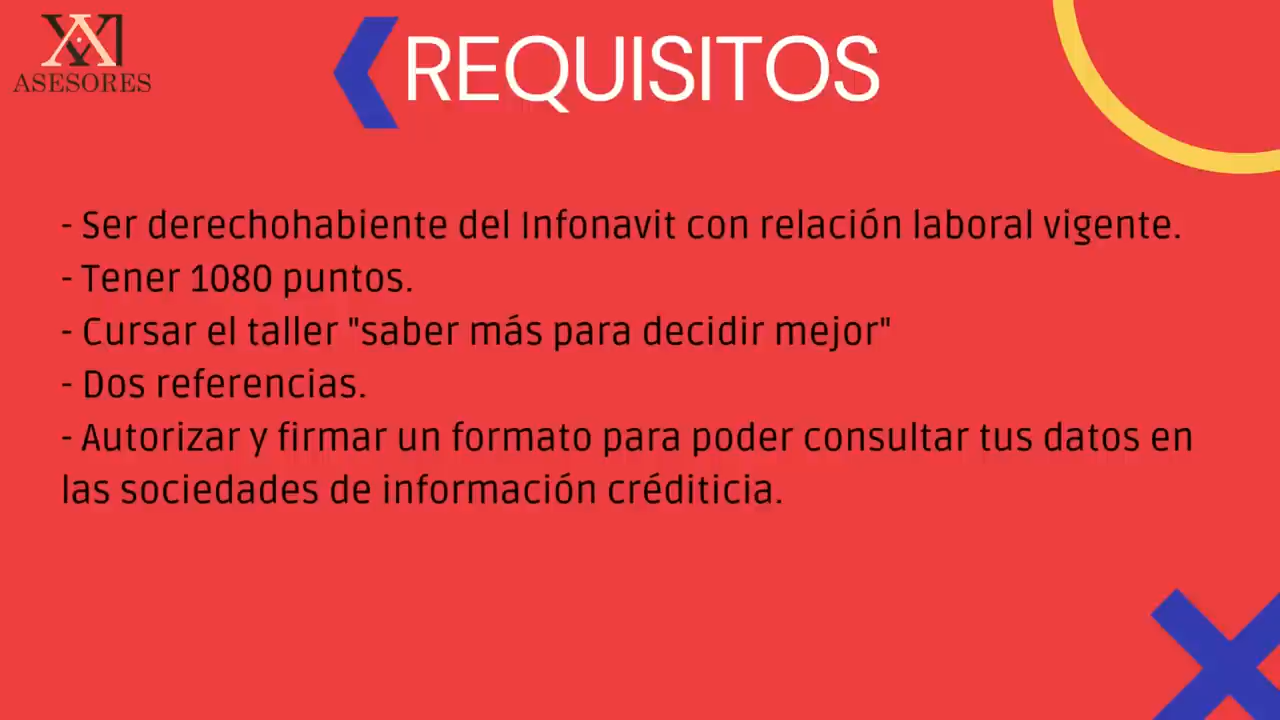 ASESORES
REQUISITOS
- Ser derechohabiente del Infonavit con relación laboral vigente.
- Tener 1080 puntos.
- Cursar el taller "saber más para decidir mejor"
- Dos referencias.
- Autorizar y firmar un formato para poder consultar tus datos en
las sociedades de información créditicia.